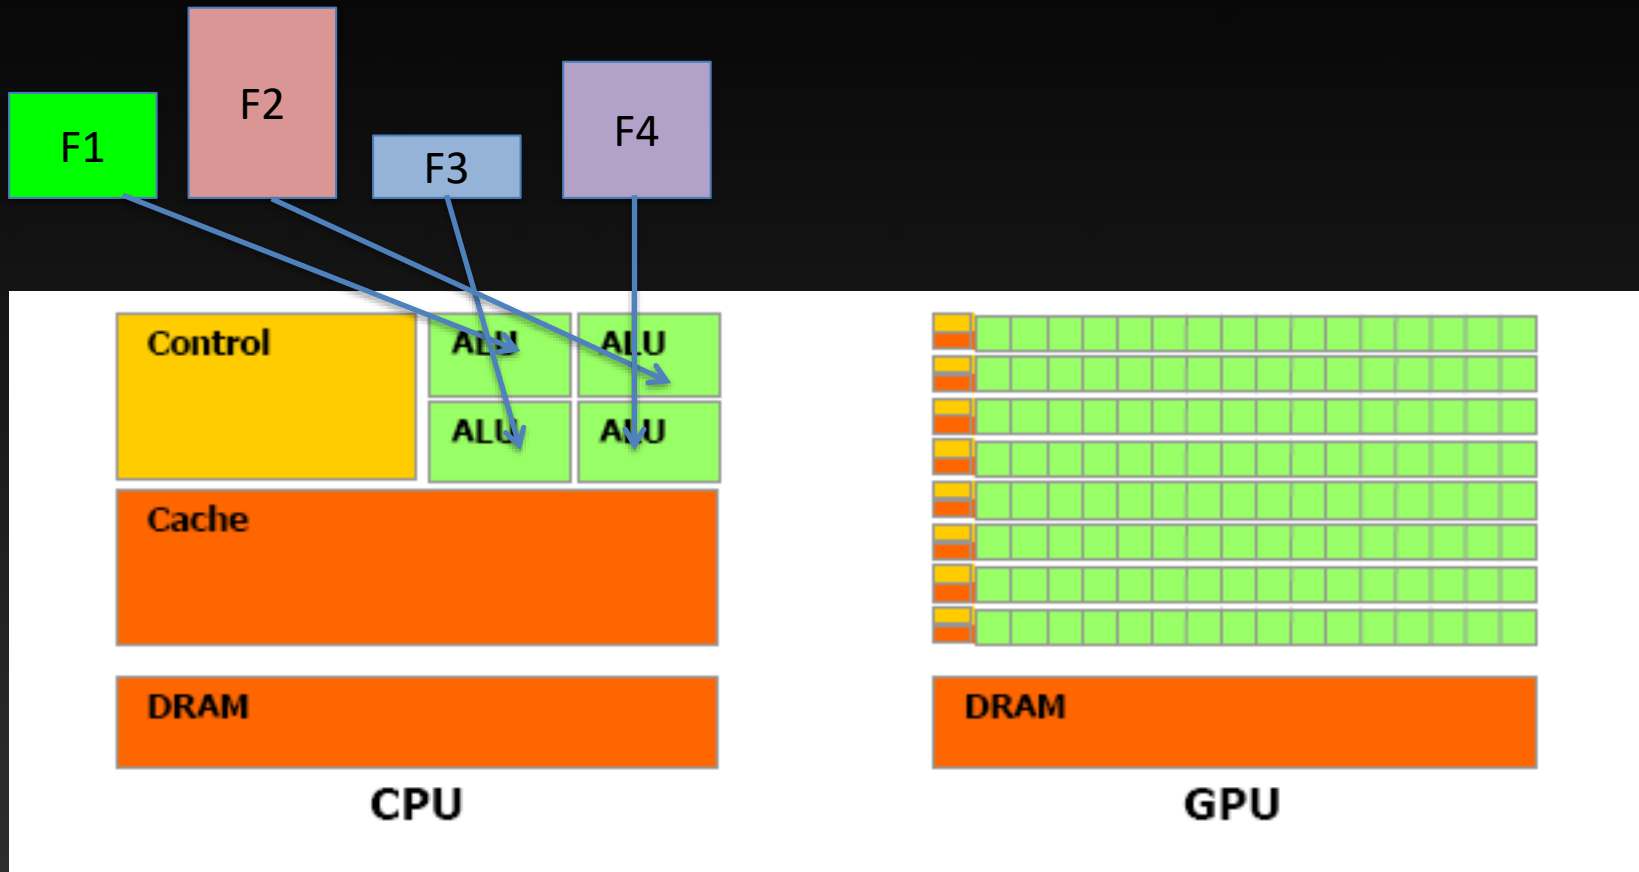 F1
F2
F3
F4
Control
ALU
ALU
ALU
ALU
Cache
DRAM
DRAM
CPU
GPU